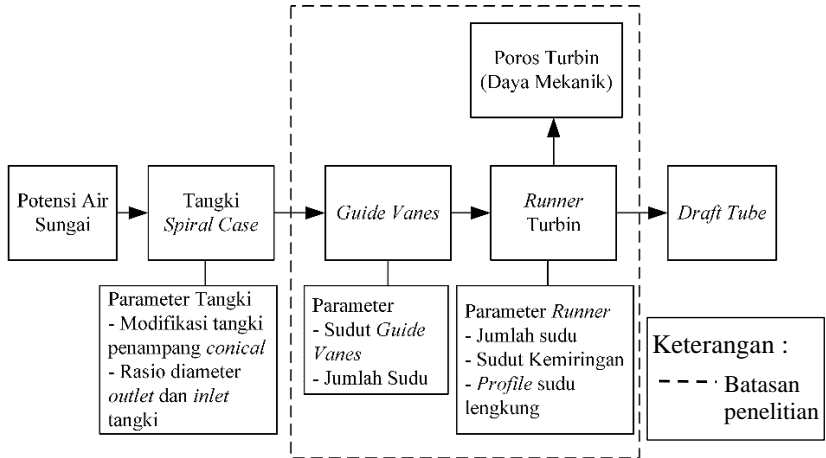 Poros Turbin
(Daya Mekanik)
Potensi Air
Sungai
Tangki
Spiral Case
Guide Vanes
Runner
Turbin
Draft Tube
Parameter Tangki
- Modifikasi tangki
penampang conical
- Rasio diameter
outlet dan inlet
tangki
Parameter
- Sudut Guide
Vanes
- Jumlah Sudu
Parameter Runner
- Jumlah sudu
- Sudut Kemiringan
- Profile sudu
lengkung
Keterangan :
Batasan
penelitian